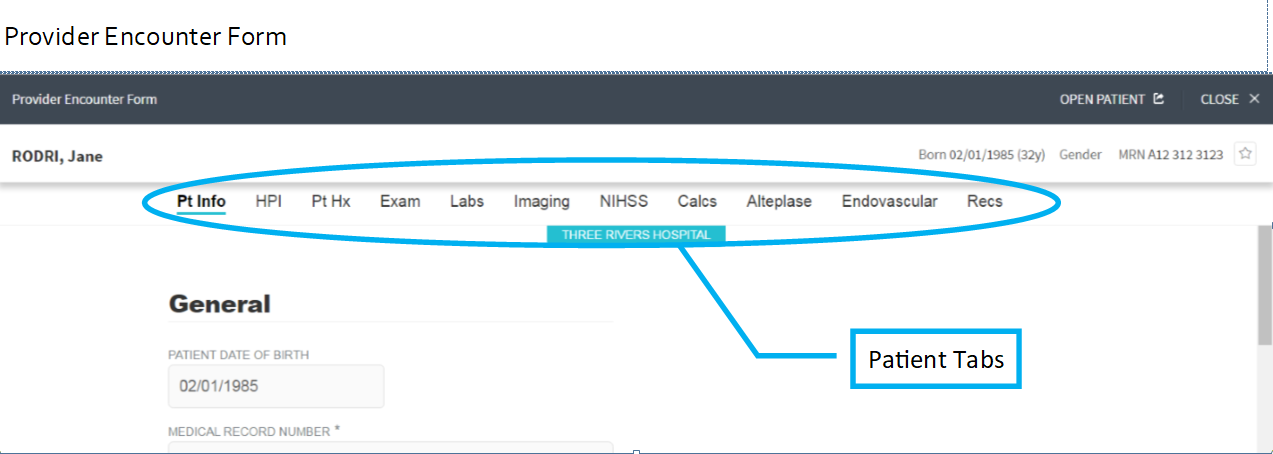 Provider Encounter Form
Provider Encounter Form OPEN PATIENT CLOSE ×
RODRI, Jane Born 02/01/1985 (32y) Gender MRN A12 312 3123
Pt Info HPI Pt Hx Exam Labs Imaging NIHSS Calcs Alteplase Endovascular Recs
THREE RIVERS HOSPITAL
General
Patient Tabs
PATIENT DATE OF BIRTH
02/01/1985
MEDICAL RECORD NUMBER *